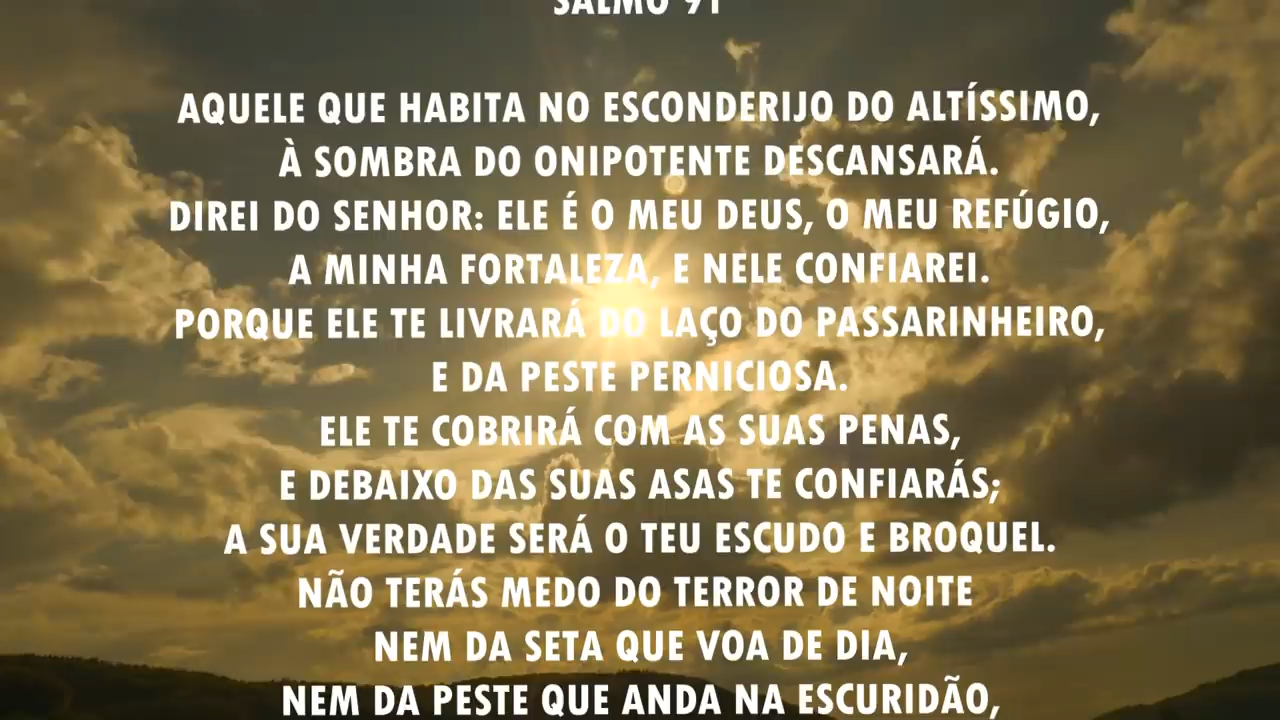 SALMO 91
AQUELE QUE HABITA NO ESCONDERIJO DO ALTÍSSIMO,
À SOMBRA DO ONIPOTENTE DESCANSARÁ.
DIREI DO SENHOR: ELE É O MEU DEUS, O MEU REFÚGIO,
A MINHA FORTALEZA, E NELE CONFIAREI.
PORQUE ELE TE LIVRARÁ DO LAÇO DO PASSARINHEIRO,
E DA PESTE PERNICIOSA.
ELE TE COBRIRÁ COM AS SUAS PENAS,
E DEBAIXO DAS SUAS ASAS TE CONFIARÁS;
A SUA VERDADE SERÁ O TEU ESCUDO E BROQUEL.
NÃO TERÁS MEDO DO TERROR DE NOITE
NEM DA SETA QUE VOA DE DIA,
NEM DA PESTE QUE ANDA NA ESCURIDÃO,